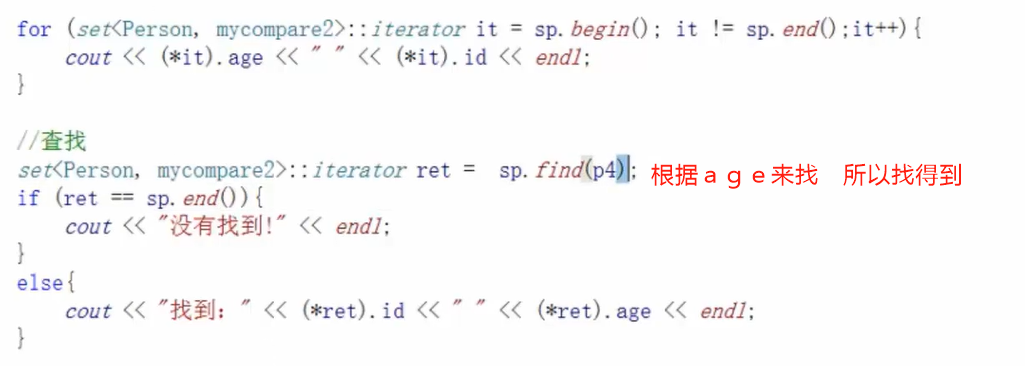 for (set<Person, mycompare2>::iterator it = sp.begin(); it != sp.end();it++){
cout << (*it).age << " " << (*it).id << endl;
}
//查找
set<Person, mycompare2>::iterator ret =  sp.find(p4); 根据ａｇｅ来找　所以找得到
if (ret == sp.end()){
cout << "没有找到!" << endl;
}
else{
cout << "找到：" << (*ret).id << " " << (*ret).age << endl;
}